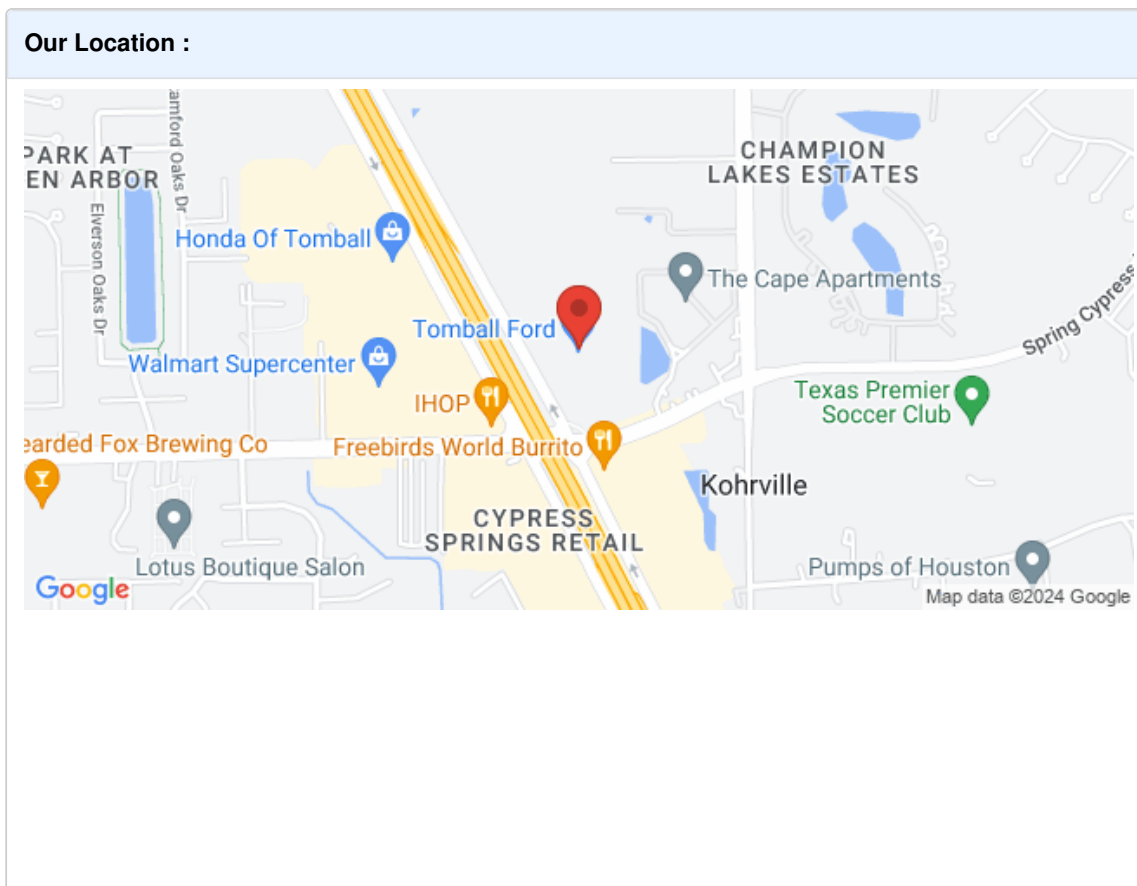 Our Location :
PARK AT
EN ARBOR
amford Oaks Dr
Elverson Oaks Dr
CHAMPION
LAKES ESTATES
Honda Of Tomball
The Cape Apartments
Tomball Ford
Spring Cypress
Walmart Supercenter
IHOP
Texas Premier
Soccer Club
earded Fox Brewing Co
Freebirds World Burrito
Kohrville
CYPRESS
SPRINGS RETAIL
Lotus Boutique Salon
Pumps of Houston
Google
Map data ©2024 Google